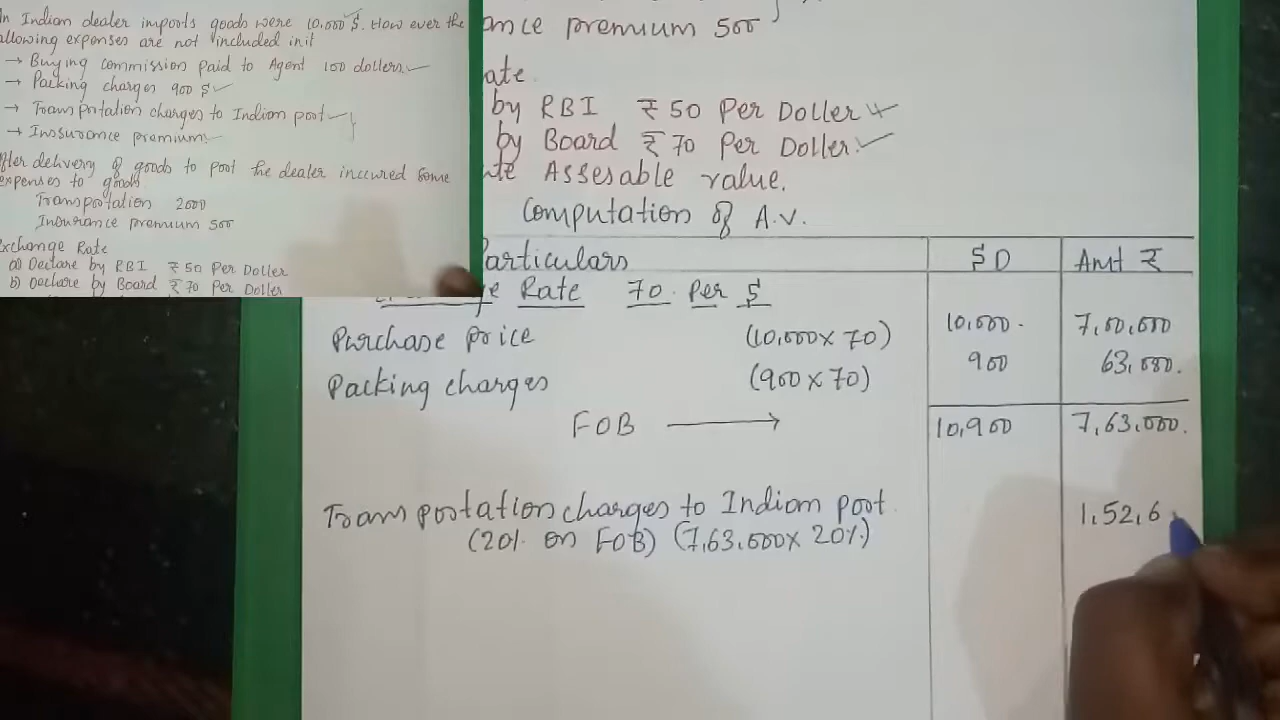 In Indian dealer imports goods were 10,000 $. How ever the
allowing expenses are not included in it
→ Buying commission paid to Agent 100 dollers
→ Packing charges 900 $
→ Transportation charges to Indian port
→ Inssurance premium
fter delivery of goods to port the dealer incurred some
expenses to goods
Transportation 2000
Insurance premium 500
Exchange Rate
a) Declare by RBI ₹ 50 Per Doller
b) Declare by Board ₹ 70 Per Doller
ance premium 500
ate
by RBI ₹ 50 Per Doller
by Board ₹ 70 Per Doller
ate Assesable value.
Computation of A.V.
Particulars $ D Amt ₹
e Rate 70 Per $
Purchase price (10,000 x 70) 10,000. 7,00,000
Packing charges (900 x 70) 900 63,000.
FOB → 10,900 7,63,000.
Transportation charges to Indian port 1,52,6
(20% on FOB) (7,63,000 x 20%)